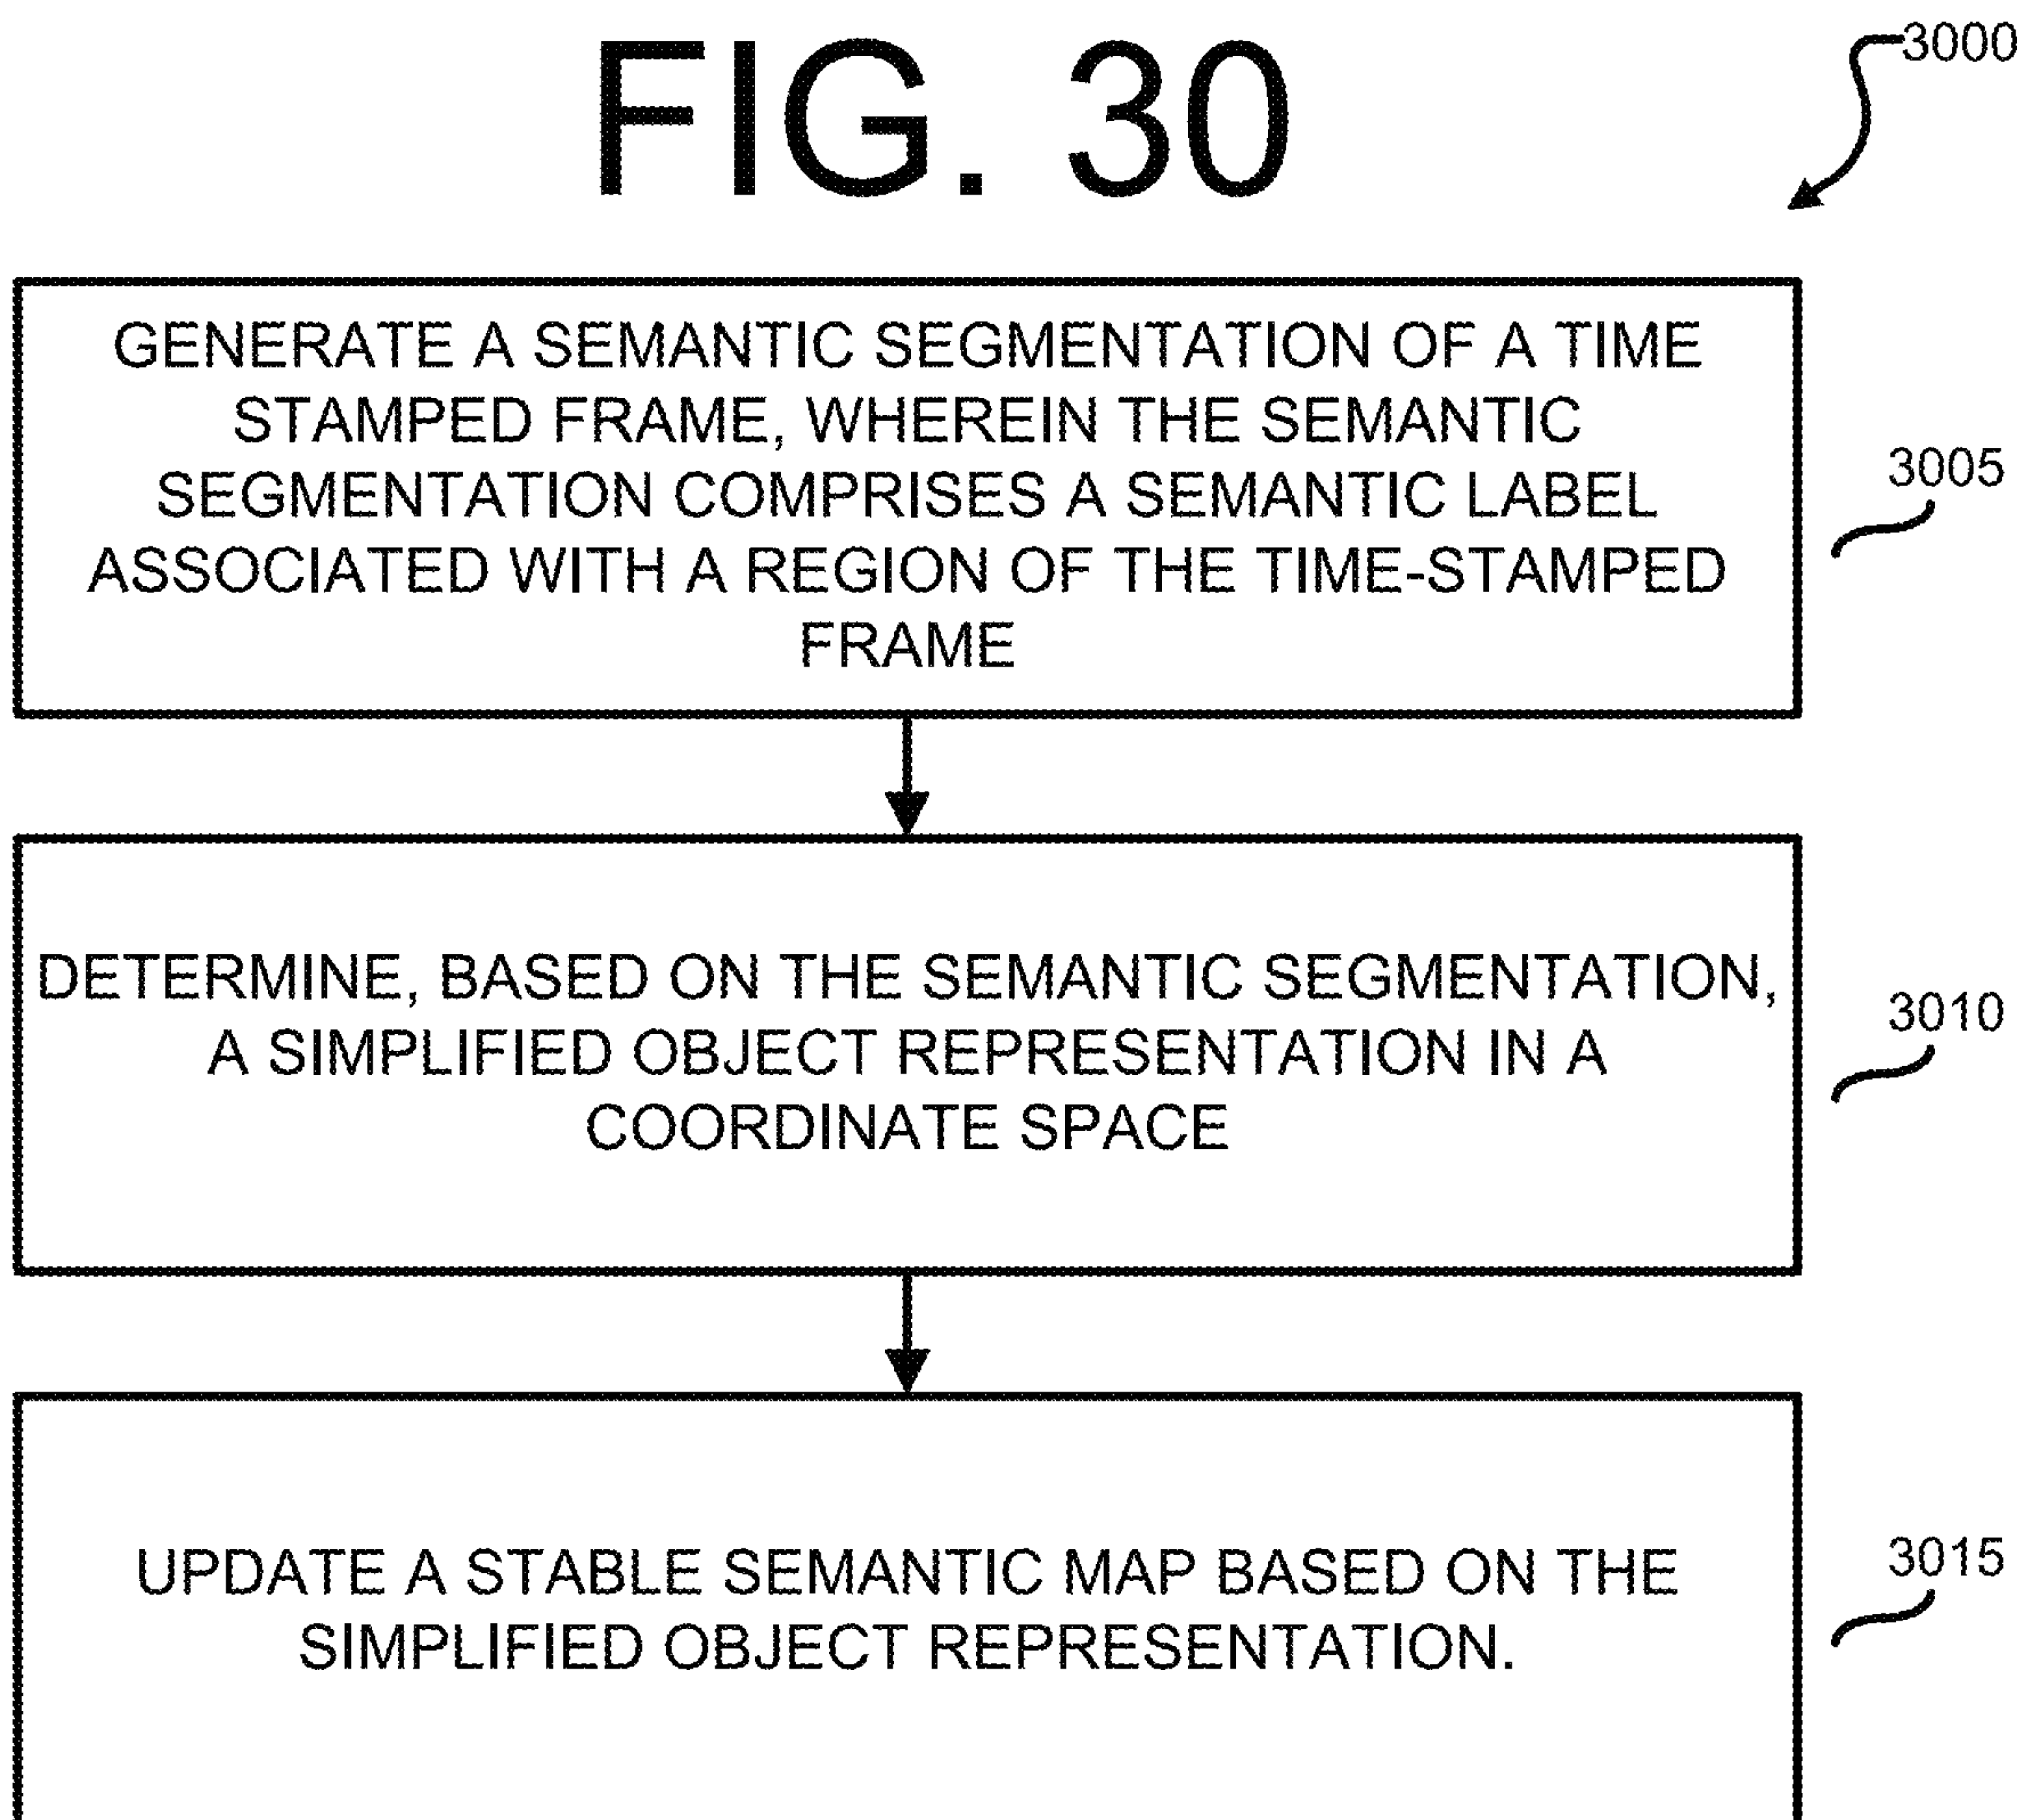 FIG. 30
3000
GENERATE A SEMANTIC SEGMENTATION OF A TIME
STAMPED FRAME, WHEREIN THE SEMANTIC
SEGMENTATION COMPRISES A SEMANTIC LABEL
ASSOCIATED WITH A REGION OF THE TIME-STAMPED
FRAME
3005
DETERMINE, BASED ON THE SEMANTIC SEGMENTATION,
A SIMPLIFIED OBJECT REPRESENTATION IN A
COORDINATE SPACE
3010
UPDATE A STABLE SEMANTIC MAP BASED ON THE
SIMPLIFIED OBJECT REPRESENTATION.
3015